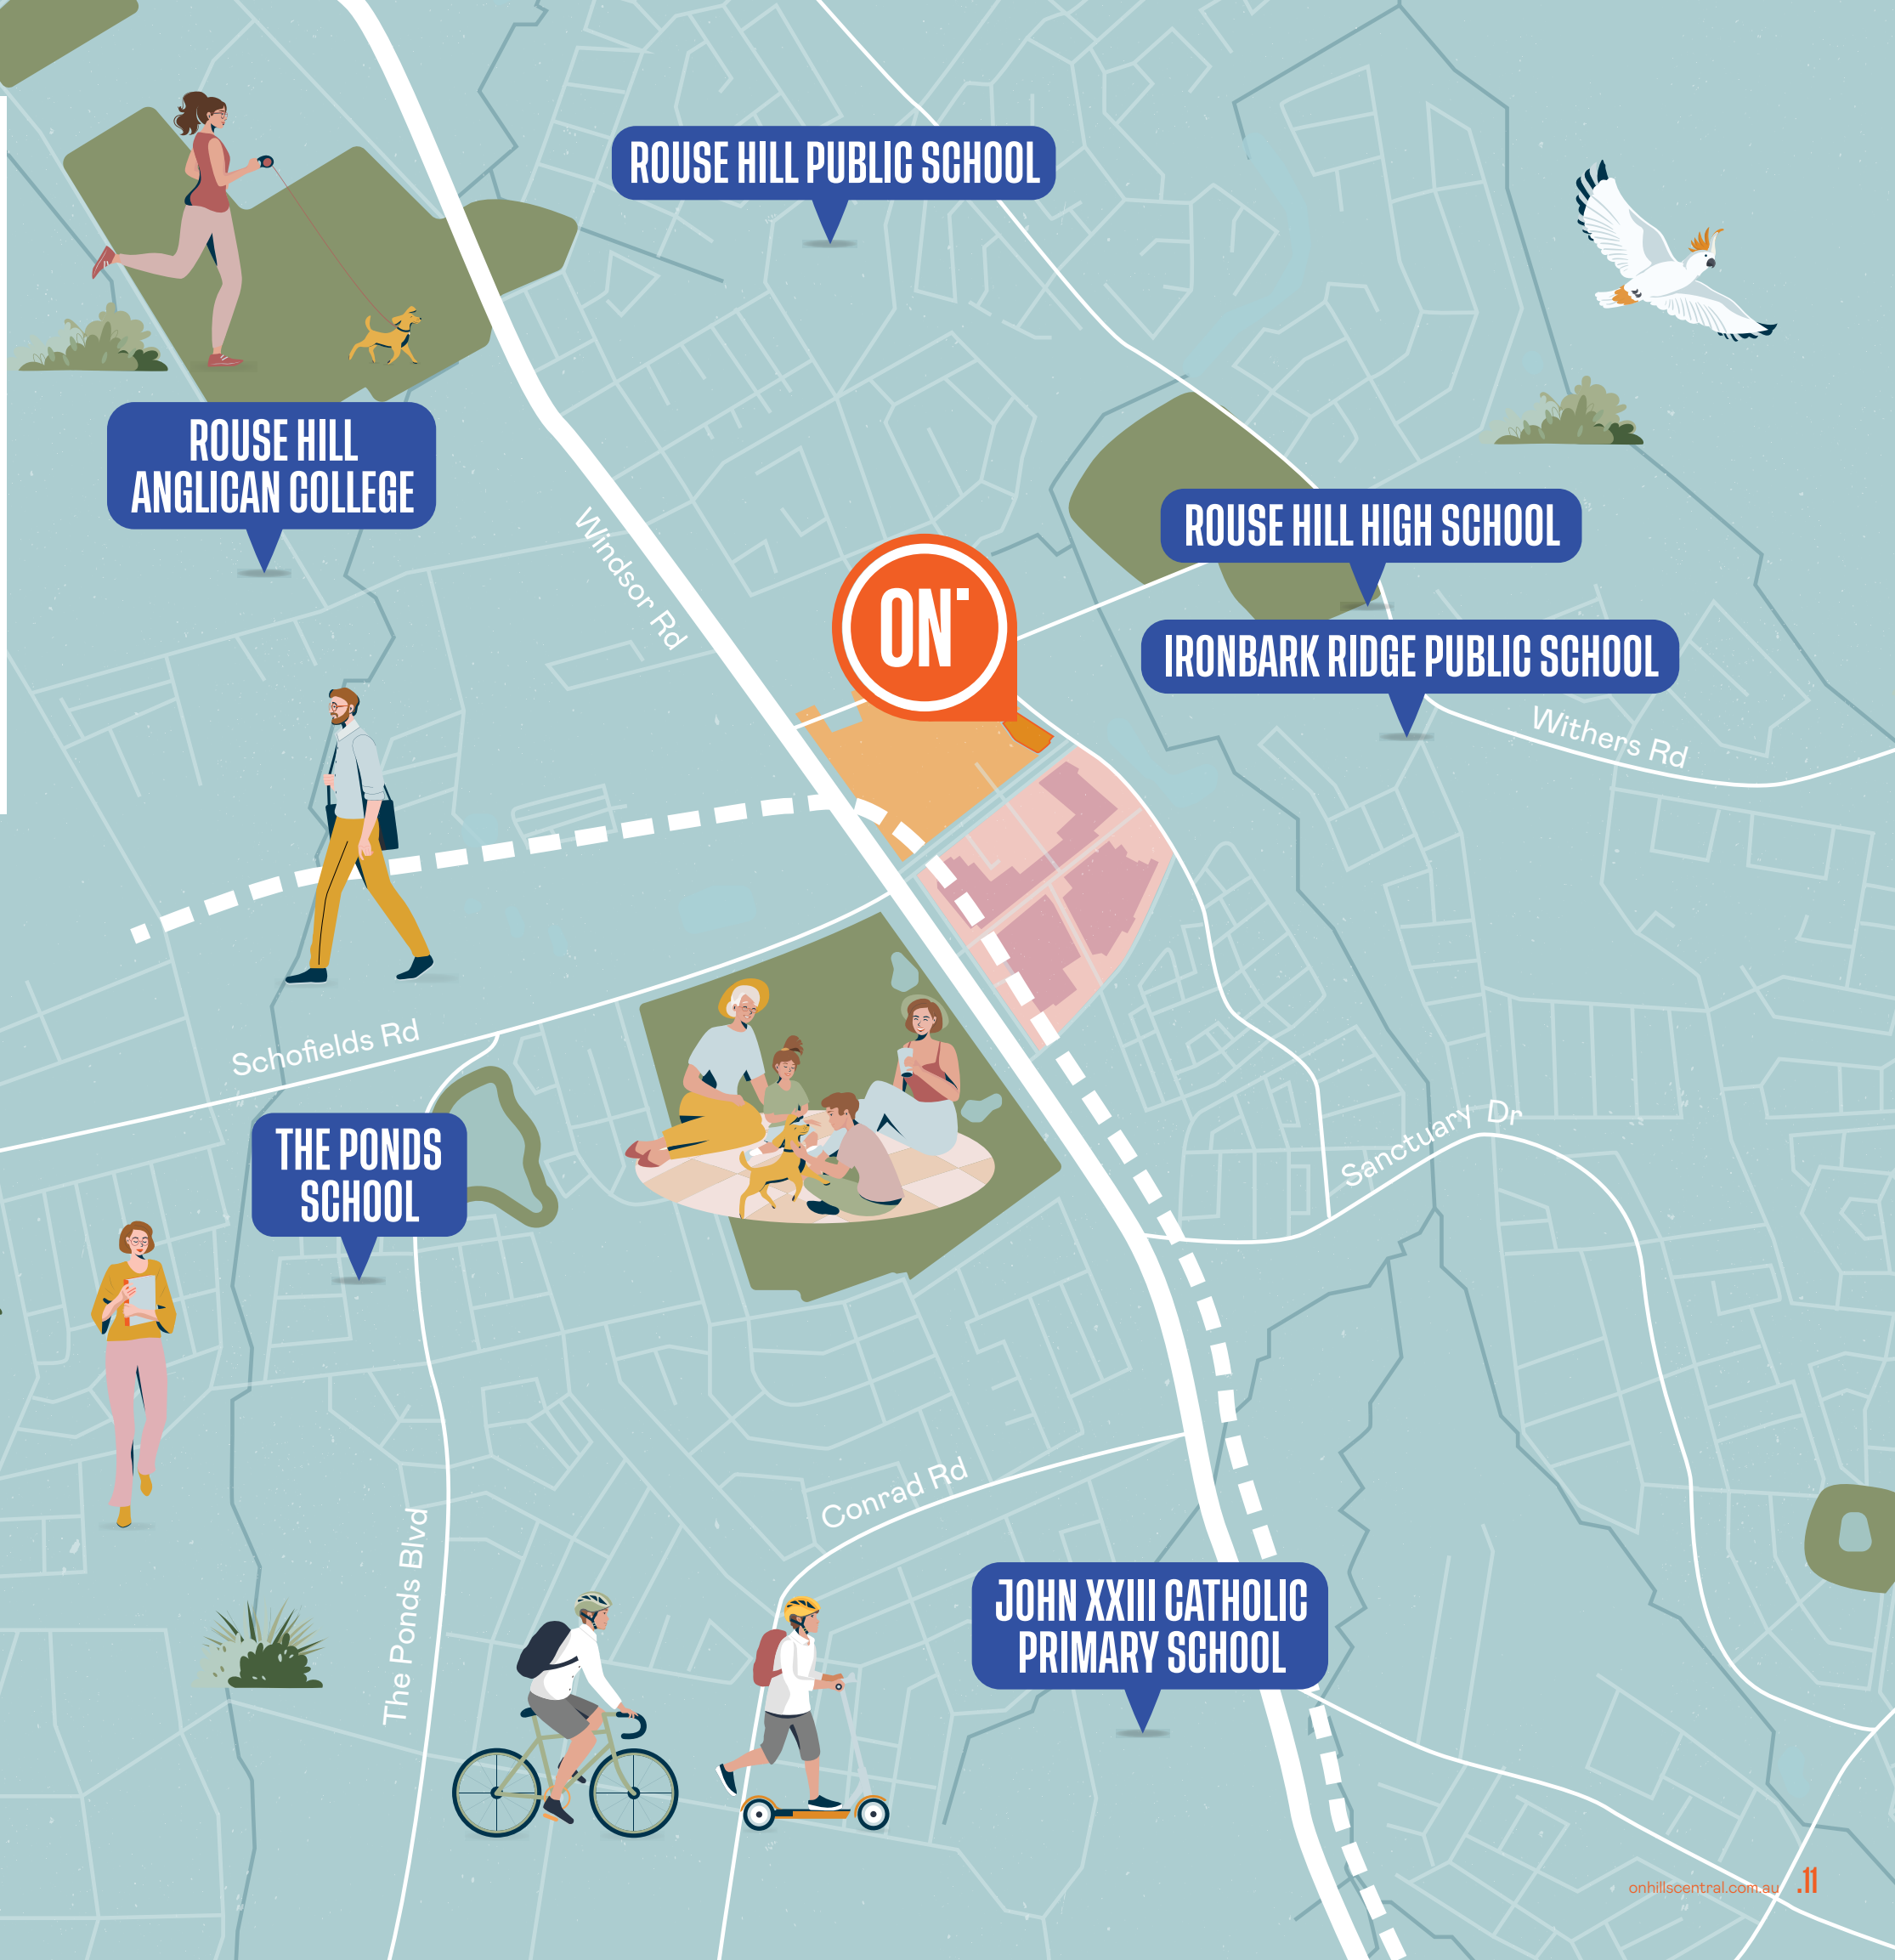 ROUSE HILL PUBLIC SCHOOL
ROUSE HILL
ANGLICAN COLLEGE
Windsor Rd
ROUSE HILL HIGH SCHOOL
ON
IRONBARK RIDGE PUBLIC SCHOOL
Withers Rd
Schofields Rd
THE PONDS
SCHOOL
Sanctuary Dr
Conrad Rd
The Ponds Blvd
JOHN XXIII CATHOLIC
PRIMARY SCHOOL
onhillscentral.com.au .11